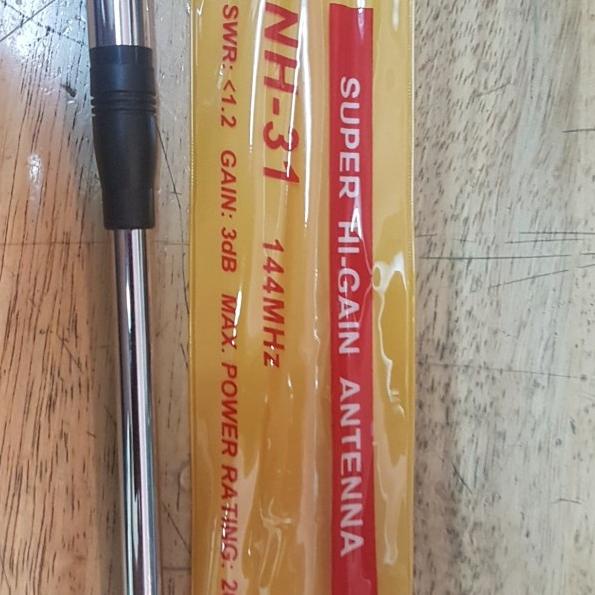 SUPER HI-GAIN ANTENNA
NH-31 144MHz
SWR: <1.2 GAIN: 3dB MAX. POWER RATING: